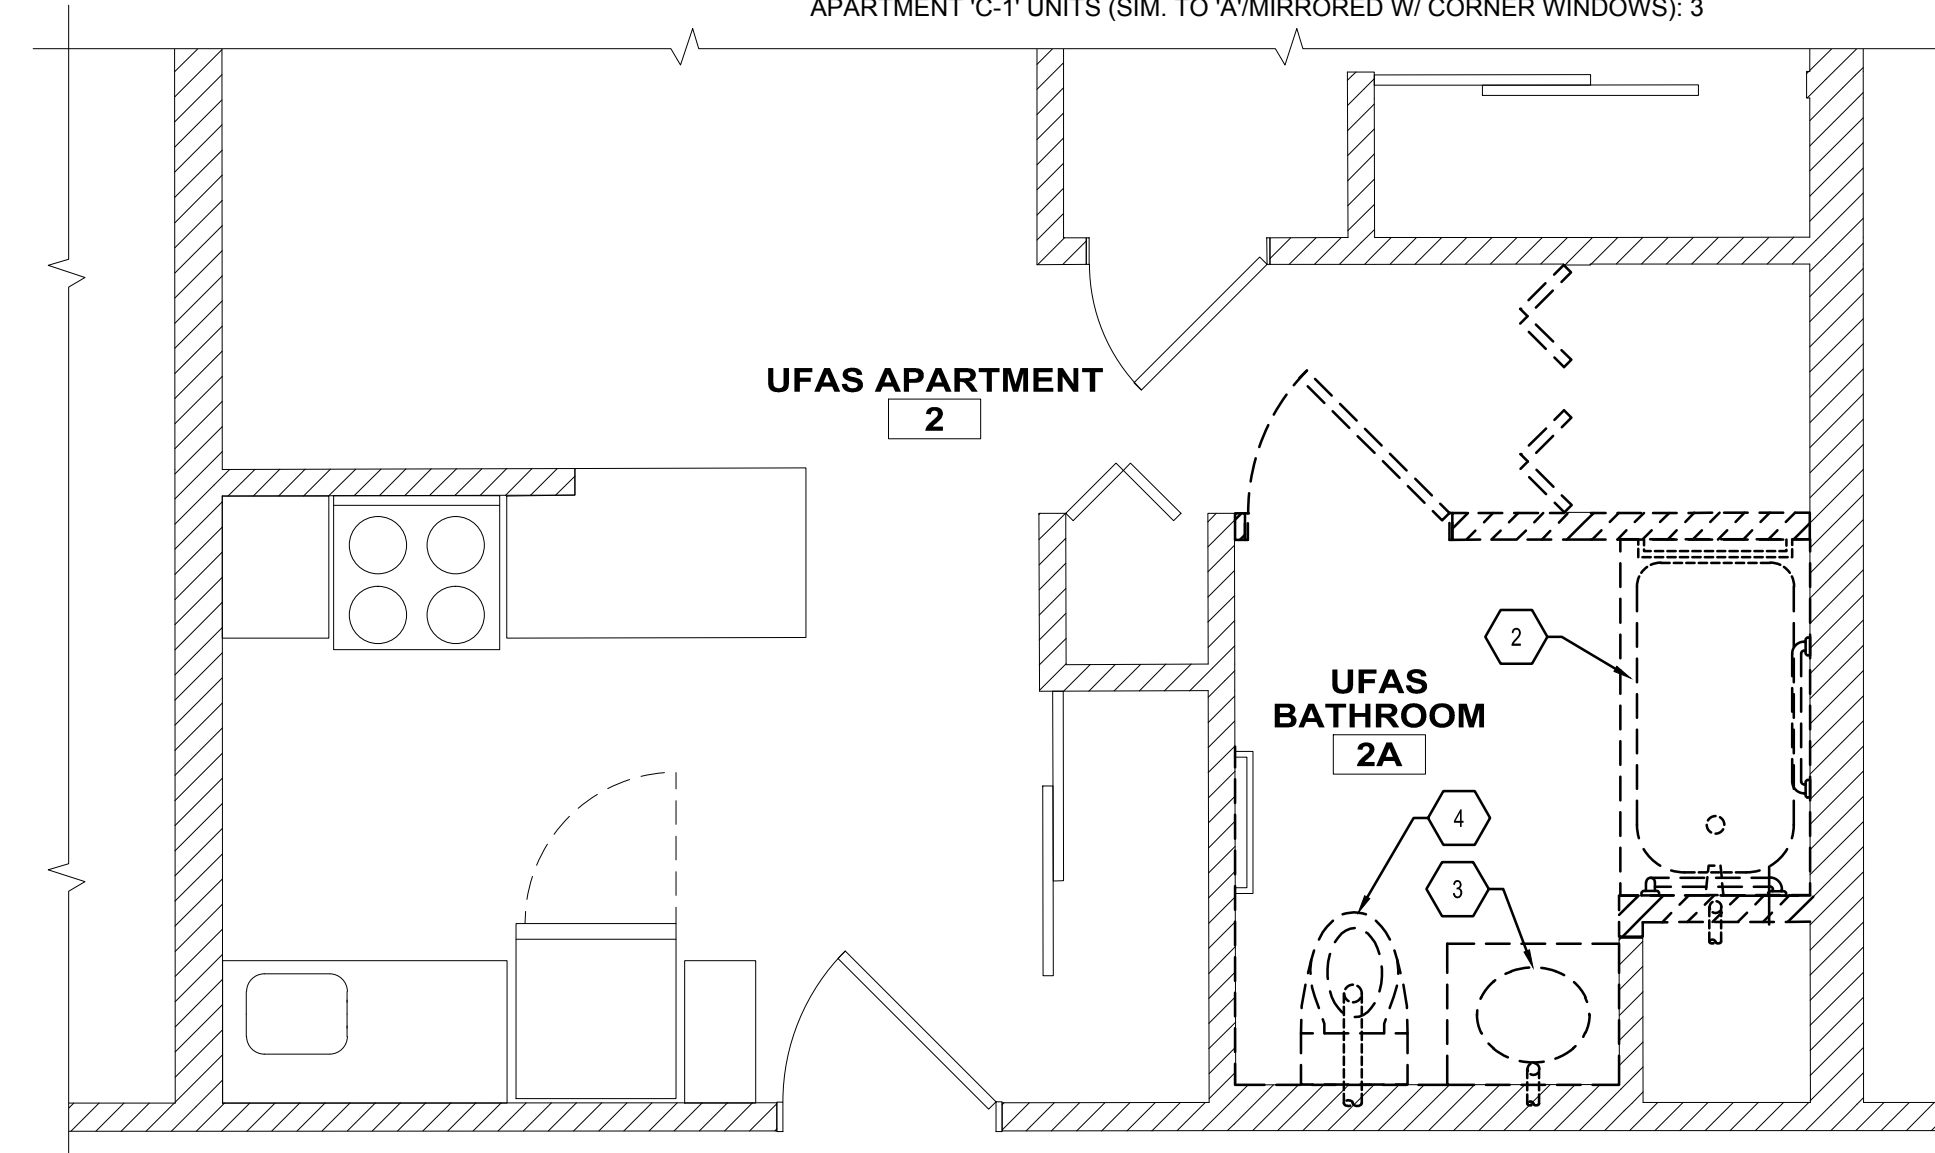 APARTMENT 'C-1' UNITS (SIM. TO 'A'/MIRRORED W/ CORNER WINDOWS): 3
UFAS APARTMENT
2
2
UFAS
BATHROOM
2A
4
3